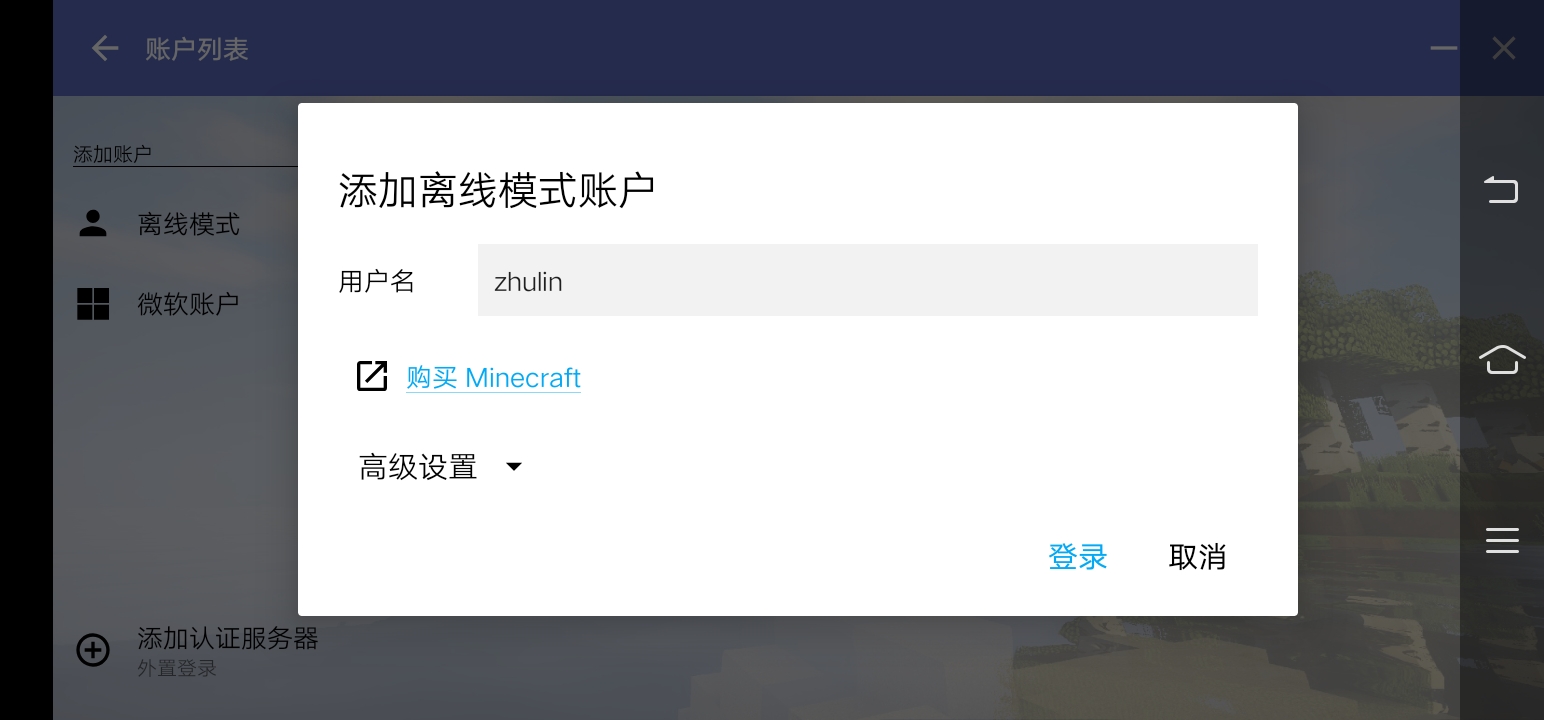 账户列表
添加账户
离线模式
微软账户
添加认证服务器
外置登录
添加离线模式账户
用户名
zhulin
购买 Minecraft
高级设置
登录 取消